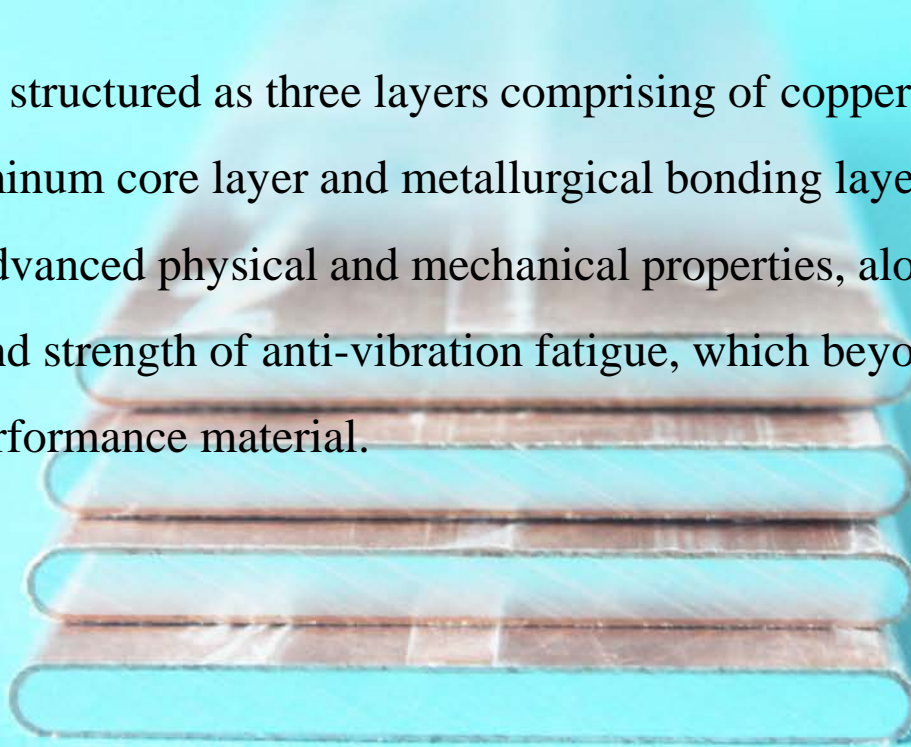 structured as three layers comprising of copper
inum core layer and metallurgical bonding laye
dvanced physical and mechanical properties, alo
nd strength of anti-vibration fatigue, which beyo
rformance material.